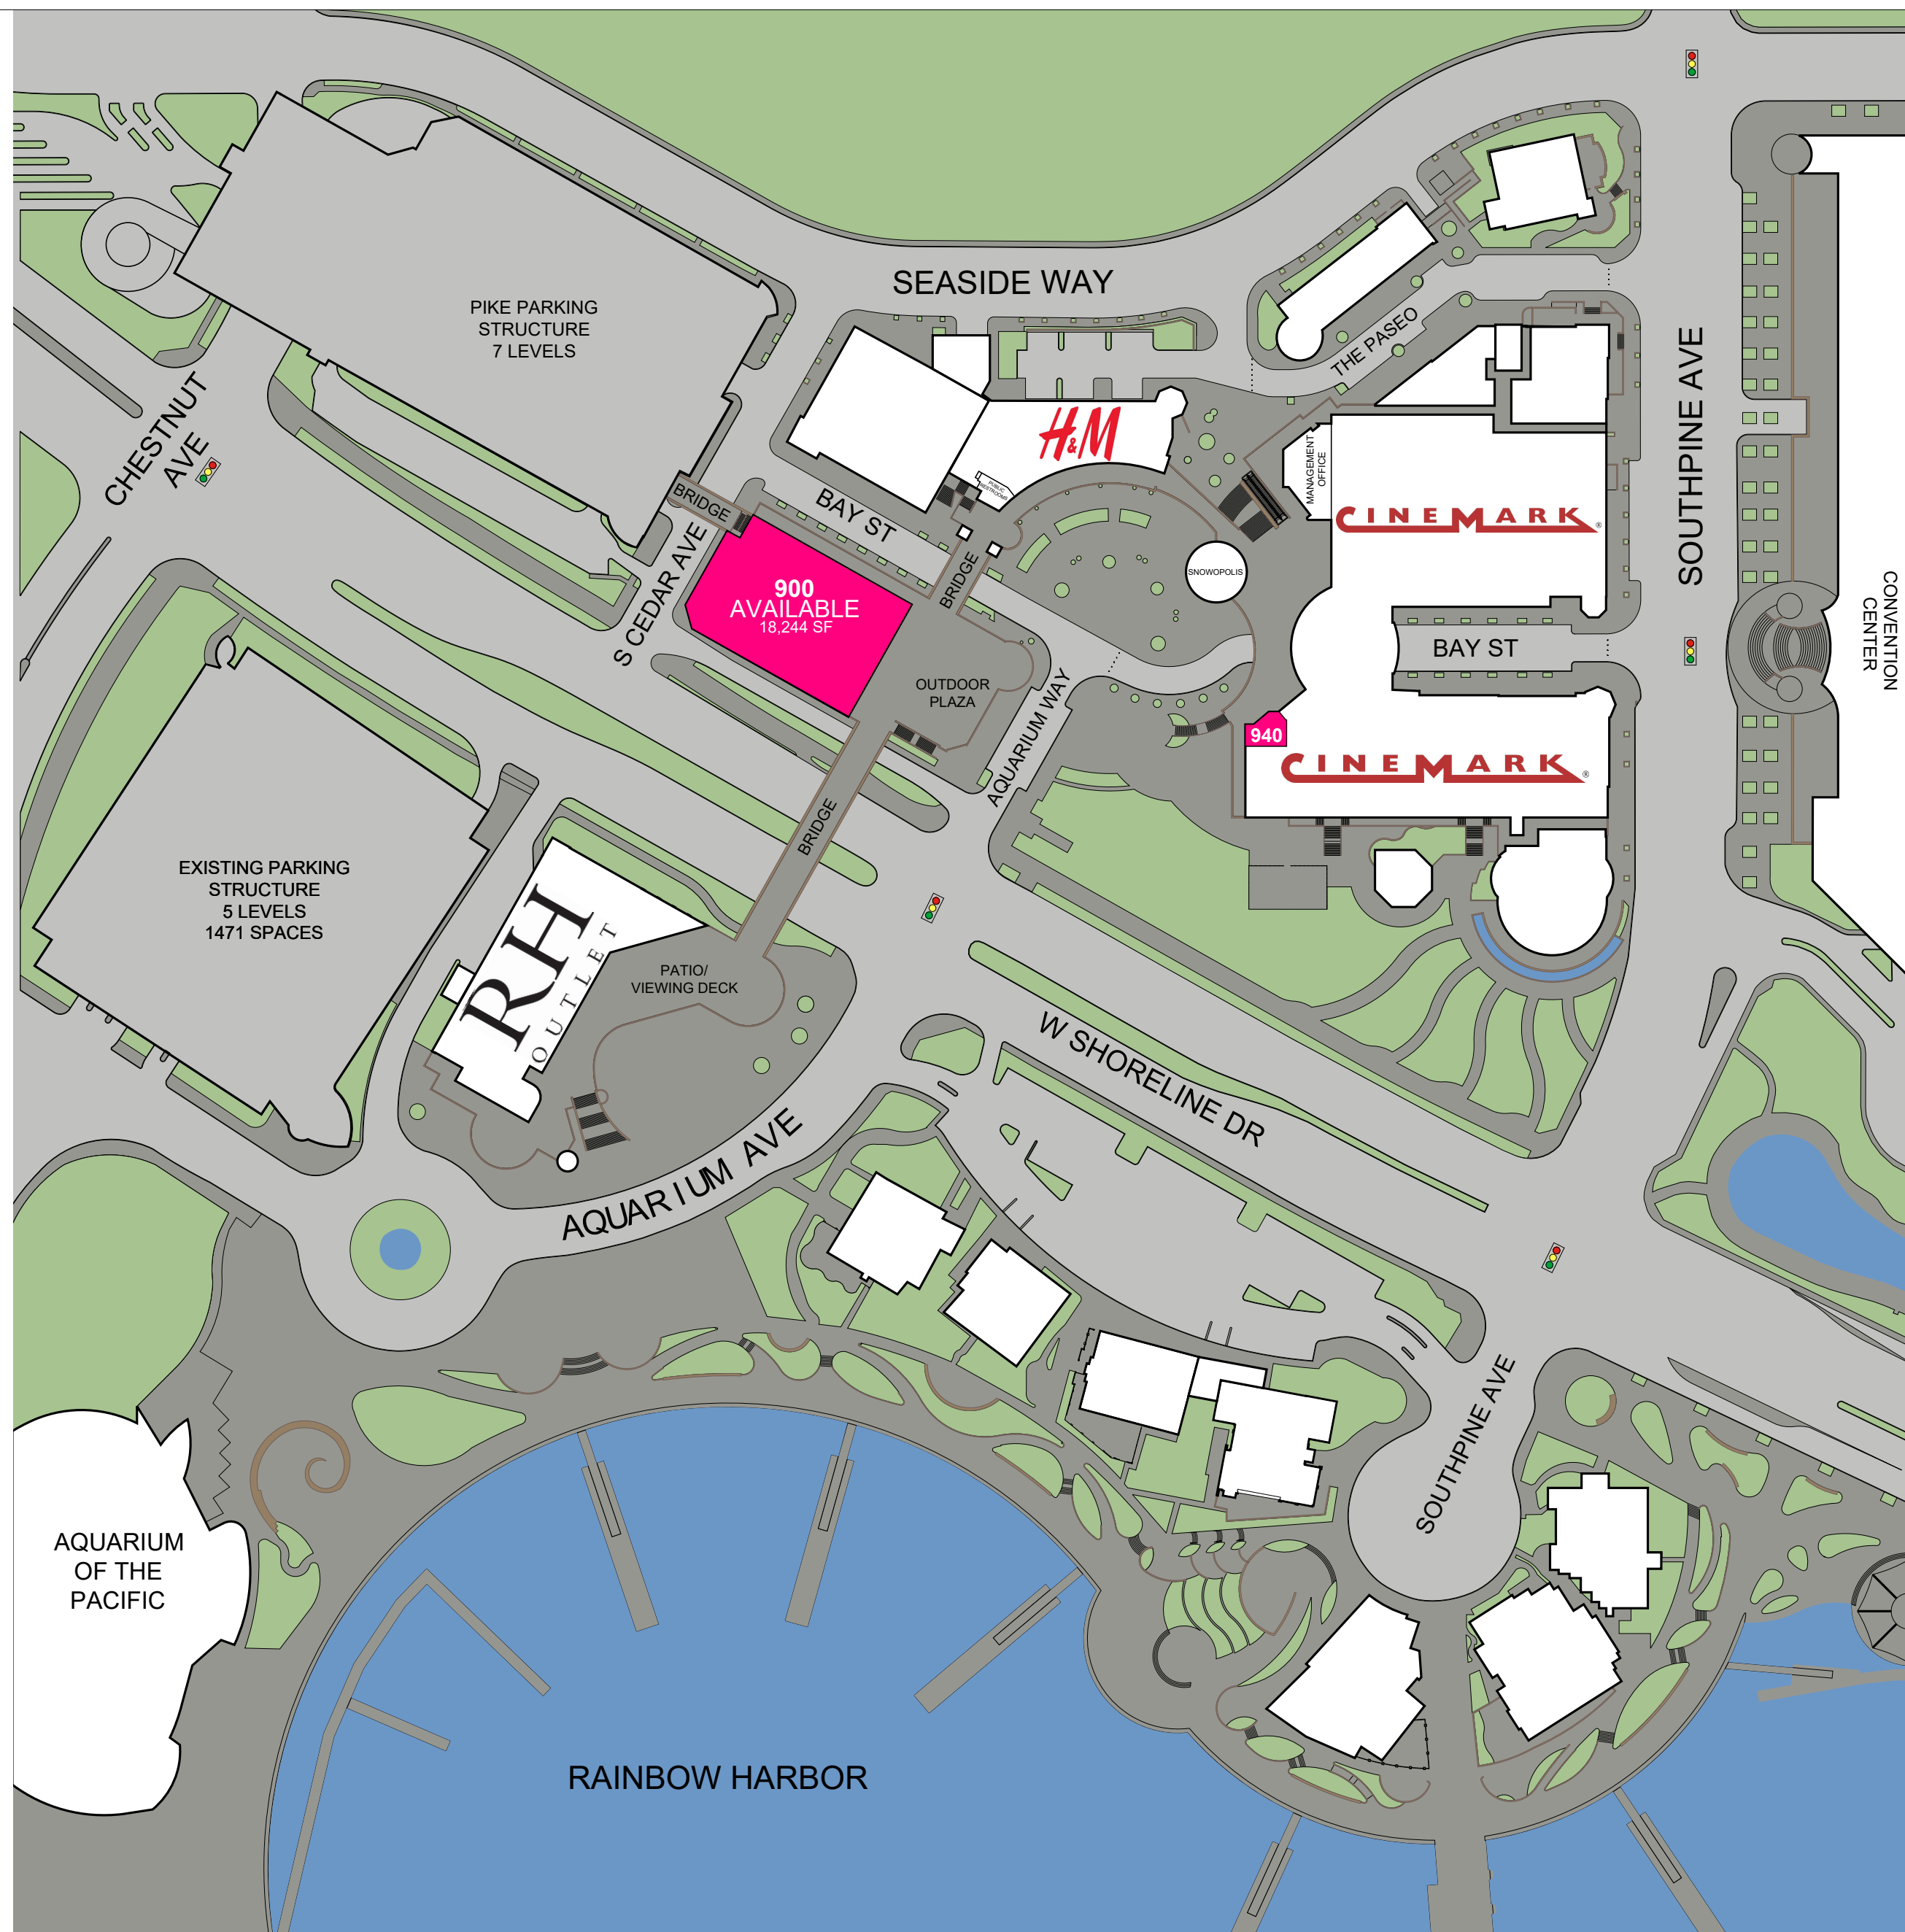 SEASIDE WAY
PIKE PARKING
STRUCTURE
7 LEVELS
THE PASEO
SOUTHPINE AVE
CHESTNUT
AVE
H&M
PUBLIC
RESTROOMS
MANAGEMENT
OFFICE
CINEMARK®
BRIDGE
BAY ST
S CEDAR AVE
900
AVAILABLE
18,244 SF
BRIDGE
SNOWOPOLIS
BAY ST
CONVENTION
CENTER
OUTDOOR
PLAZA
AQUARIUM WAY
940
CINEMARK®
BRIDGE
EXISTING PARKING
STRUCTURE
5 LEVELS
1471 SPACES
RH
OUTLET
PATIO/
VIEWING DECK
W SHORELINE DR
AQUARIUM AVE
SOUTHPINE AVE
AQUARIUM
OF THE
PACIFIC
RAINBOW HARBOR